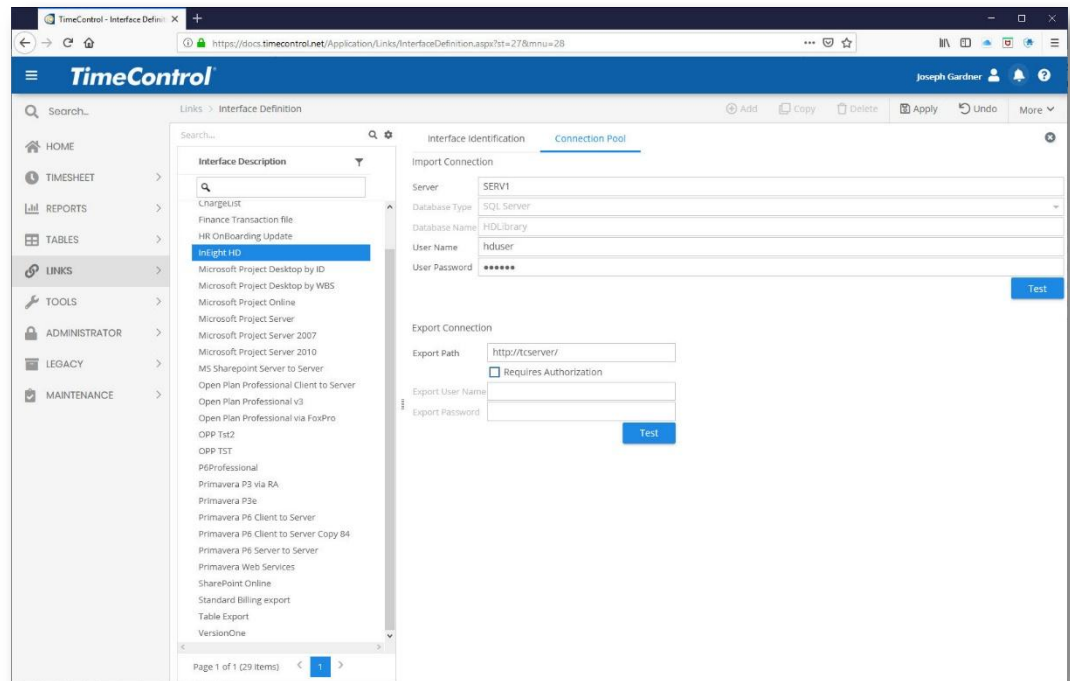 TimeControl - Interface Definit
https://docs.timecontrol.net/Application/Links/InterfaceDefinition.aspx?st=27&mnu=28
TimeControl
Joseph Gardner
Search...
HOME
TIMESHEET
REPORTS
TABLES
LINKS
TOOLS
ADMINISTRATOR
LEGACY
MAINTENANCE
Links > Interface Definition
Add Copy Delete Apply Undo More
Search...
Interface Description
ChargeList
Finance Transaction file
HR OnBoarding Update
InEight HD
Microsoft Project Desktop by ID
Microsoft Project Desktop by WBS
Microsoft Project Online
Microsoft Project Server
Microsoft Project Server 2007
Microsoft Project Server 2010
MS Sharepoint Server to Server
Open Plan Professional Client to Server
Open Plan Professional v3
Open Plan Professional via FoxPro
OPP Tst2
OPP TST
P6Professional
Primavera P3 via RA
Primavera P3e
Primavera P6 Client to Server
Primavera P6 Client to Server Copy 84
Primavera P6 Server to Server
Primavera Web Services
SharePoint Online
Standard Billing export
Table Export
VersionOne
Page 1 of 1 (29 items) < 1 >
Interface Identification Connection Pool
Import Connection
Server SERV1
Database Type SQL Server
Database Name HDLibrary
User Name hduser
User Password ••••••
Test
Export Connection
Export Path http://tcserver/
Requires Authorization
Export User Name
Export Password
Test